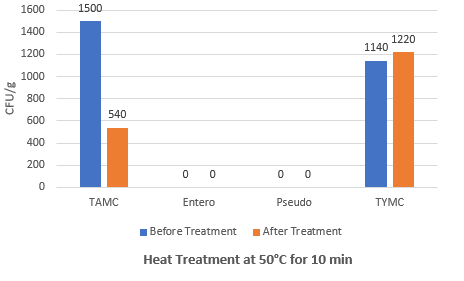 1600
1500
1400
1220
1200
1140
1000
CFU/g
800
600
540
400
200
0 0 0 0
0
TAMC Entero Pseudo TYMC
Before Treatment After Treatment
Heat Treatment at 50°C for 10 min